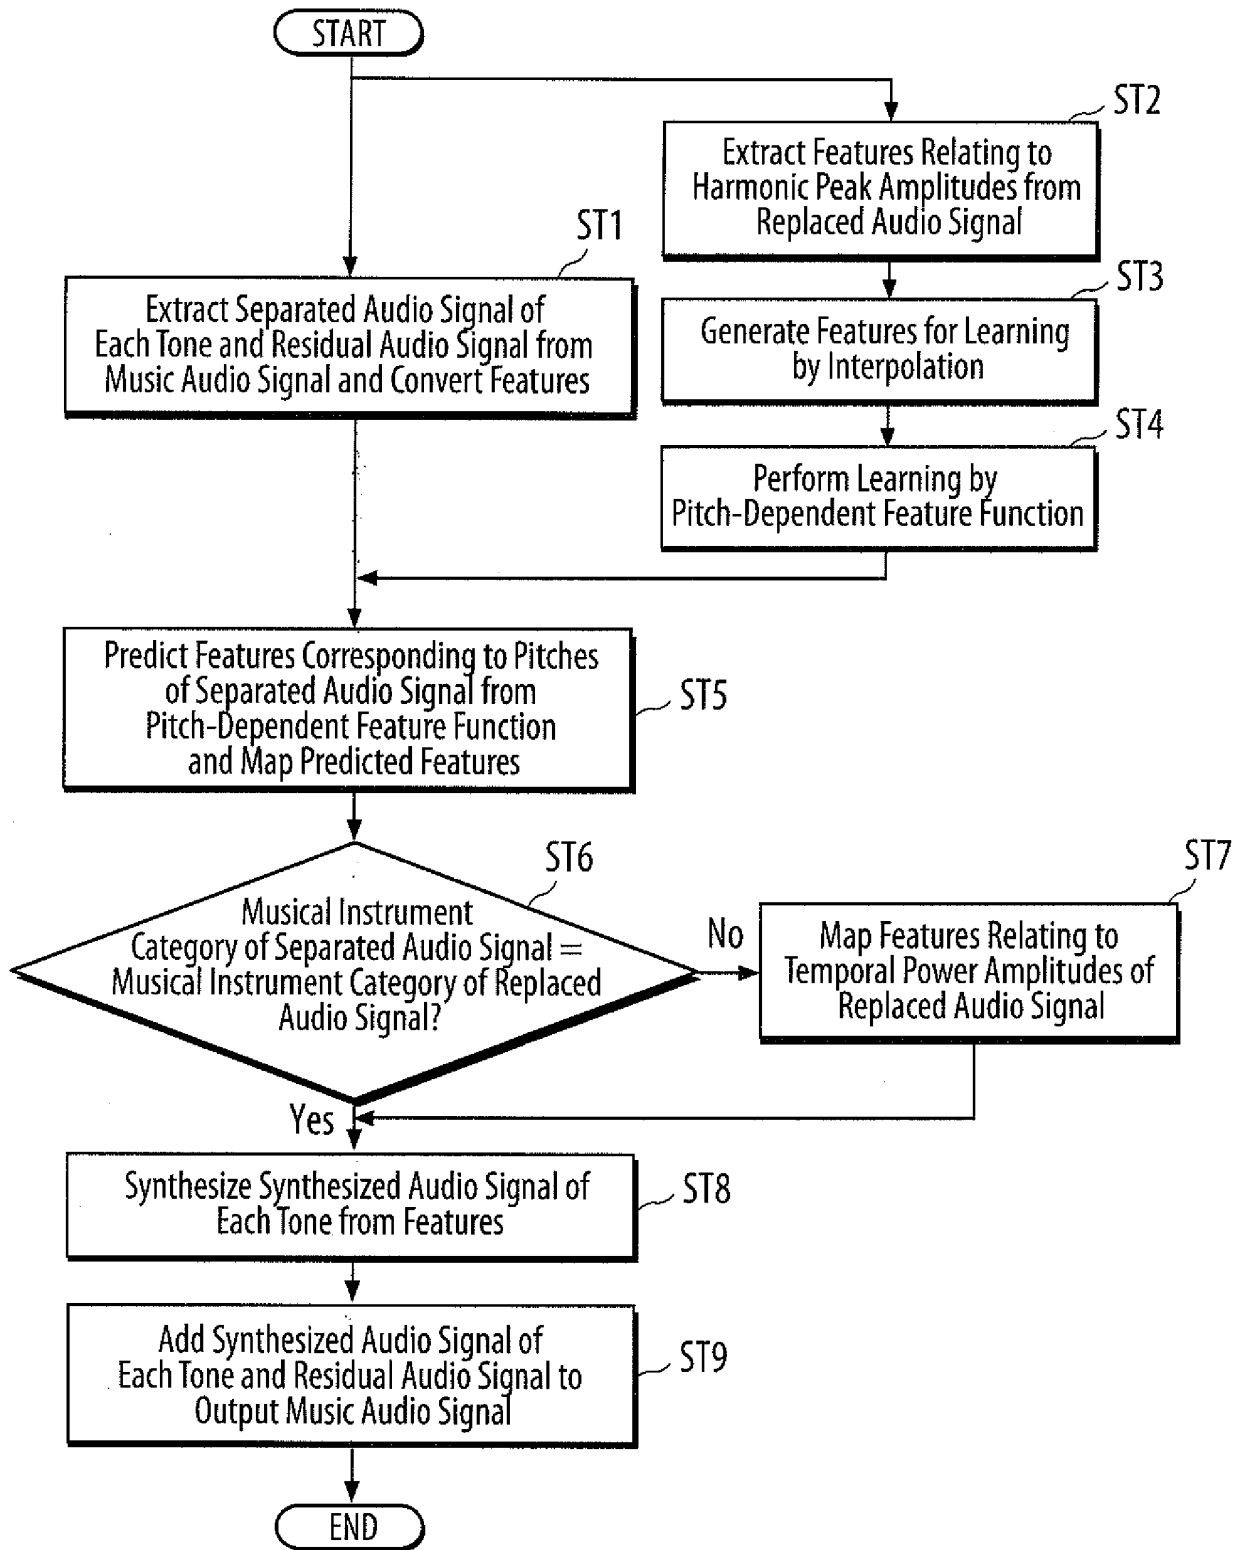 START
ST2
Extract Features Relating to
Harmonic Peak Amplitudes from
Replaced Audio Signal
ST1
Extract Separated Audio Signal of
Each Tone and Residual Audio Signal from
Music Audio Signal and Convert Features
ST3
Generate Features for Learning
by Interpolation
ST4
Perform Learning by
Pitch-Dependent Feature Function
Predict Features Corresponding to Pitches
of Separated Audio Signal from
Pitch-Dependent Feature Function
and Map Predicted Features
ST5
ST6
Musical Instrument
Category of Separated Audio Signal =
Musical Instrument Category of Replaced
Audio Signal?
No
ST7
Map Features Relating to
Temporal Power Amplitudes of
Replaced Audio Signal
Yes
Synthesize Synthesized Audio Signal of
Each Tone from Features
ST8
Add Synthesized Audio Signal of
Each Tone and Residual Audio Signal to
Output Music Audio Signal
ST9
END